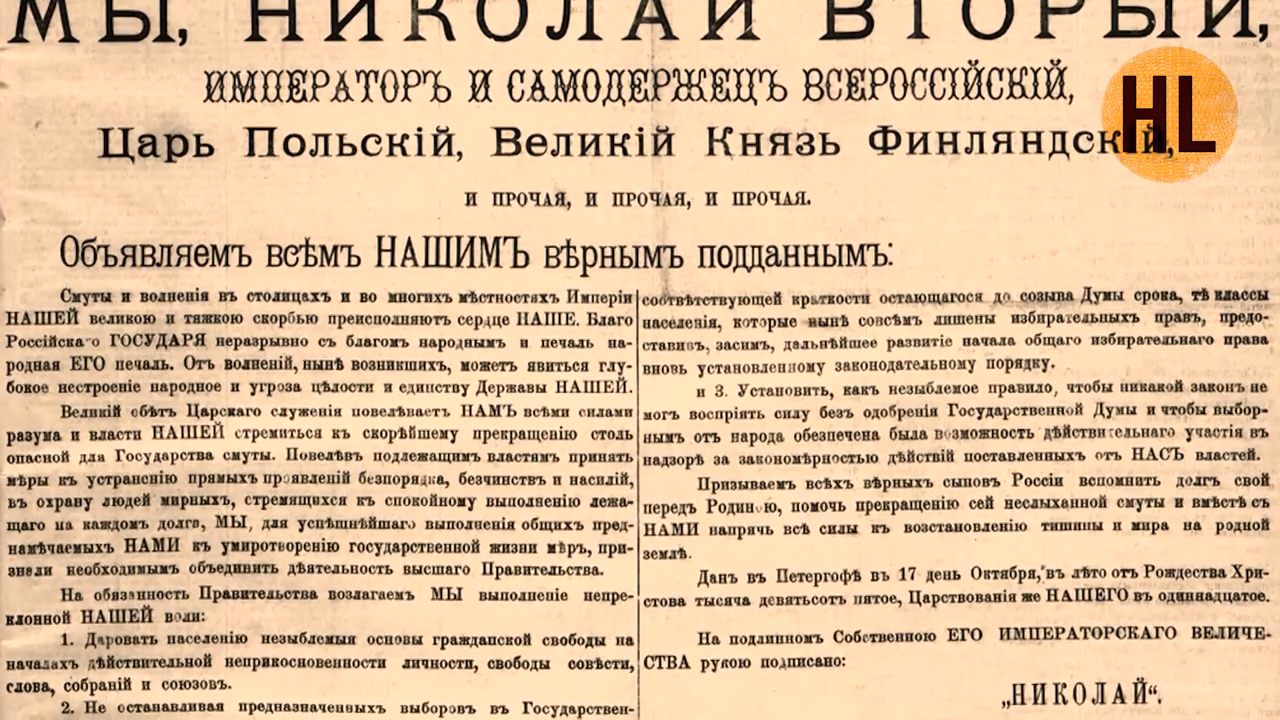 МЫ, НИКОЛАЙ ВТОРЫЙ,
ИМПЕРАТОРЪ И САМОДЕРЖЕЦЪ ВСЕРОССІЙСКІЙ,
Царь Польскій, Великій Князь Финляндскій,
HL
и прочая, и прочая, и прочая.
Объявляемъ всѣмъ НАШИМЪ вѣрнымъ подданнымъ:
Смуты и волненія въ столицахъ и во многихъ мѣстностяхъ Имперіи
НАШЕЙ великою и тяжкою скорбью преисполняютъ сердце НАШЕ. Благо
Россійскаго ГОСУДАРЯ неразрывно съ благомъ народнымъ и печаль на-
родная ЕГО печаль. Отъ волненій, нынѣ возникшихъ, можетъ явиться глу-
бокое нестроеніе народное и угроза цѣлости и единству Державы НАШЕЙ.
Великій обѣтъ Царскаго служенія повелѣваетъ НАМЪ всѣми силами
разума и власти НАШЕЙ стремиться къ скорѣйшему прекращенію столь
опасной для Государства смуты. Повелѣвъ подлежащимъ властямъ принять
мѣры къ устраненію прямыхъ проявленій безпорядка, безчинствъ и насилій,
въ охрану людей мирныхъ, стремящихся къ спокойному выполненію лежа-
щаго на каждомъ долга, МЫ, для успѣшнѣйшаго выполненія общихъ пред-
намѣчаемыхъ НАМИ къ умиротворенію государственной жизни мѣръ, при-
знали необходимымъ объединить дѣятельность высшаго Правительства.
На обязанность Правительства возлагаемъ МЫ выполненіе непре-
клонной НАШЕЙ воли:
1. Даровать населенію незыблемыя основы гражданской свободы на
началахъ дѣйствительной неприкосновенности личности, свободы совѣсти,
слова, собраній и союзовъ.
2. Не останавливая предназначенныхъ выборовъ въ Государствен-
соотвѣтствующей краткости остающагося до созыва Думы срока, тѣ классы
населенія, которые нынѣ совсѣмъ лишены избирательныхъ правъ, предо-
ставивъ, засимъ, дальнѣйшее развитіе начала общаго избирательнаго права
вновь установленному законодательному порядку.
и 3. Установить, какъ незыблемое правило, чтобы никакой законъ не
могъ воспріять силу безъ одобренія Государственной Думы и чтобы выбор-
нымъ отъ народа обезпечена была возможность дѣйствительнаго участія въ
надзорѣ за закономѣрностью дѣйствій поставленныхъ отъ НАСЪ властей.
Призываемъ всѣхъ вѣрныхъ сыновъ Россіи вспомнить долгъ свой
передъ Родиною, помочь прекращенію сей неслыханной смуты и вмѣстѣ съ
НАМИ напрячь всѣ силы къ возстановленію тишины и мира на родной
землѣ.
Данъ въ Петергофѣ въ 17 день Октября, въ лѣто отъ Рождества Хри-
стова тысяча девятьсотъ пятое, Царствованія же НАШЕГО въ одиннадцатое.
На подлинномъ Собственною ЕГО ИМПЕРАТОРСКАГО ВЕЛИЧЕ-
СТВА рукою подписано:
„НИКОЛАЙ“.